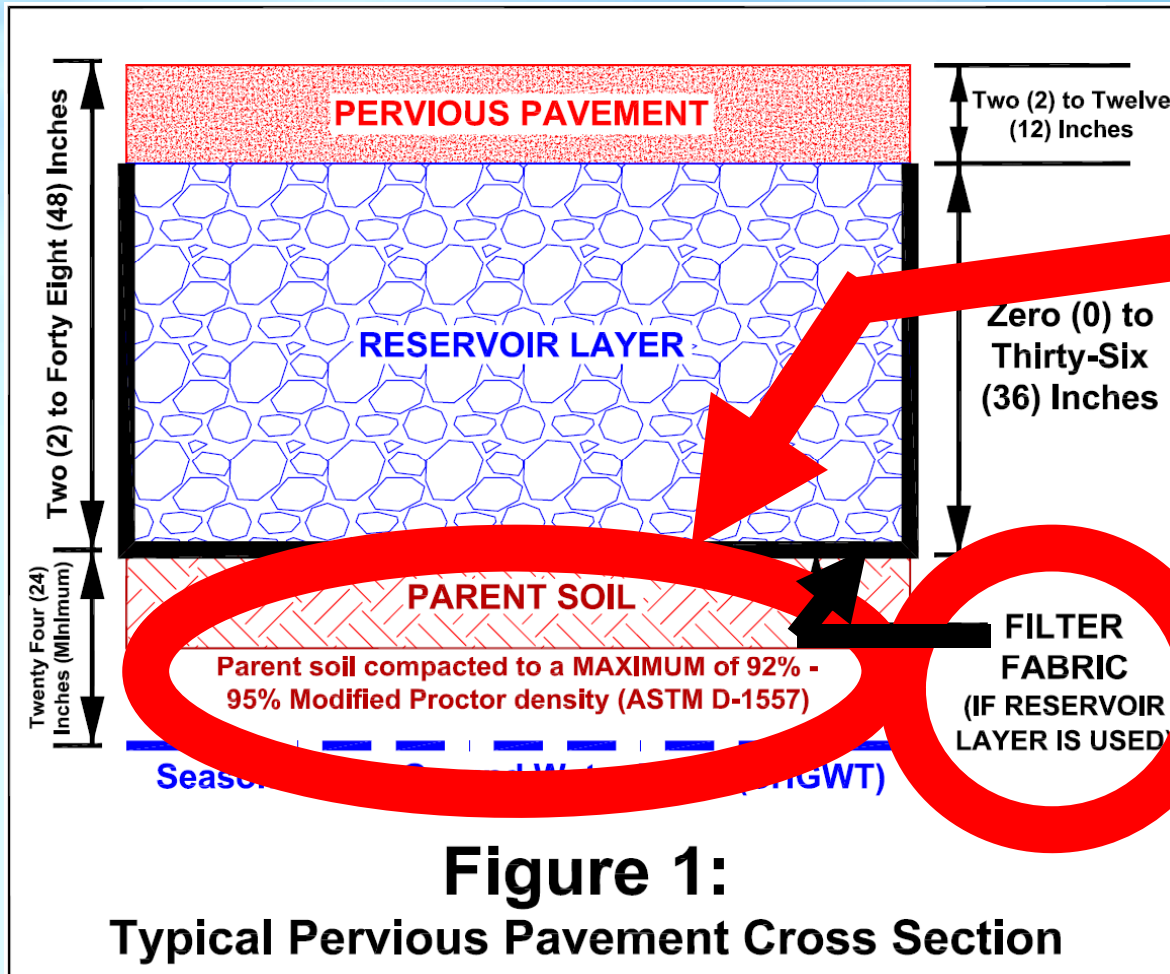 PERVIOUS PAVEMENT
Two (2) to Twelve
(12) Inches
Two (2) to Forty Eight (48) Inches
RESERVOIR LAYER
Zero (0) to
Thirty-Six
(36) Inches
Twenty Four (24)
Inches (MInImum)
PARENT SOIL
Parent soil compacted to a MAXIMUM of 92% -
95% Modified Proctor density (ASTM D-1557)
FILTER
FABRIC
(IF RESERVOIR
LAYER IS USED)
Figure 1:
Typical Pervious Pavement Cross Section